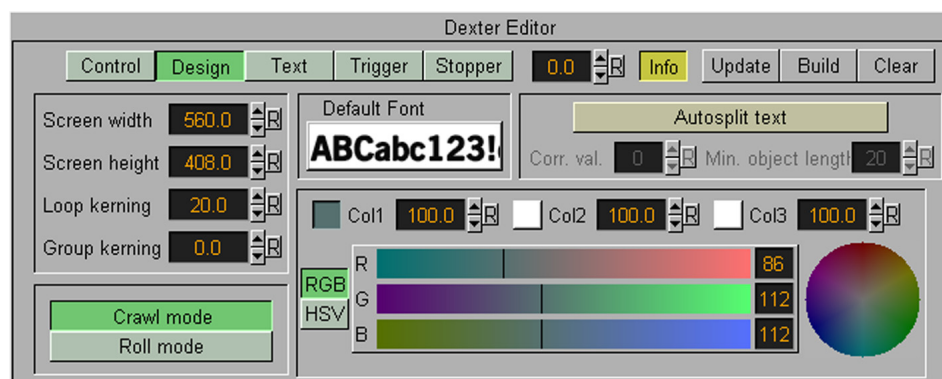 Dexter Editor
Control Design Text Trigger Stopper 0.0 R Info Update Build Clear
Screen width 560.0 R
Screen height 408.0 R
Loop kerning 20.0 R
Group kerning 0.0 R
Default Font
ABCabc123!
Autosplit text
Corr. val. 0 R Min. object length 20 R
Col1 100.0 R Col2 100.0 R Col3 100.0 R
RGB
HSV
R 86
G 112
B 112
Crawl mode
Roll mode